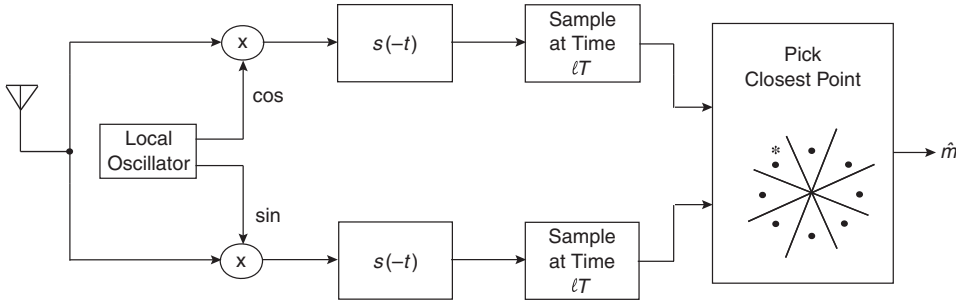 x
s(−t)
Sample
at Time
ℓT
Pick
Closest Point
cos
Local
Oscillator
*
m̂
sin
x
s(−t)
Sample
at Time
ℓT